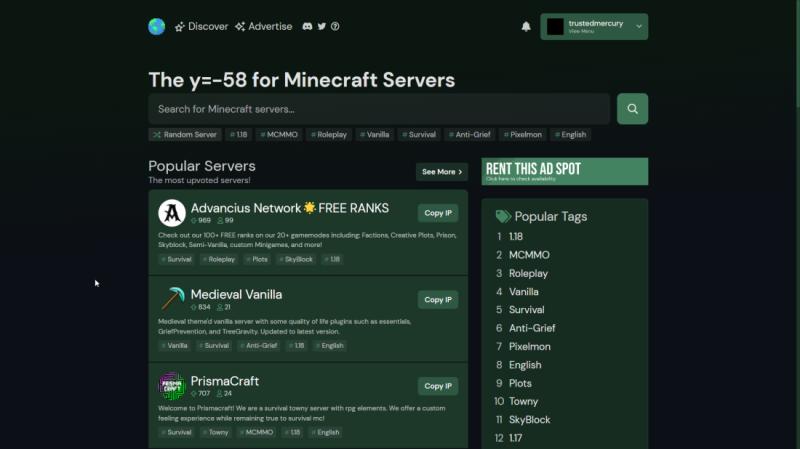 Discover
Advertise
trustedmercury
View Menu
The y=-58 for Minecraft Servers
Search for Minecraft servers...
Random Server
# 1.18
# MCMMO
# Roleplay
# Vanilla
# Survival
# Anti-Grief
# Pixelmon
# English
Popular Servers
The most upvoted servers!
See More
Advancius Network 🌟 FREE RANKS
969
99
Copy IP
Check out our 100+ FREE ranks on our 20+ gamemodes including; Factions, Creative Plots, Prison,
Skyblock, Semi-Vanilla, custom Minigames, and more!
# Survival
# Roleplay
# Plots
# SkyBlock
# 1.18
Medieval Vanilla
834
21
Copy IP
Medieval theme'd vanilla server with some quality of life plugins such as essentials,
GriefPrevention, and TreeGravity. Updated to latest version.
# Vanilla
# Survival
# Anti-Grief
# 1.18
# English
PRISMA
CRAFT
PrismaCraft
707
24
Copy IP
Welcome to Prismacraft! We are a survival towny server with rpg elements. We offer a custom
feeling experience while remaining true to survival mc!
# Survival
# Towny
# MCMMO
# 1.18
# English
RENT THIS AD SPOT
Click here to check availability
Popular Tags
1 1.18
2 MCMMO
3 Roleplay
4 Vanilla
5 Survival
6 Anti-Grief
7 Pixelmon
8 English
9 Plots
10 Towny
11 SkyBlock
12 1.17